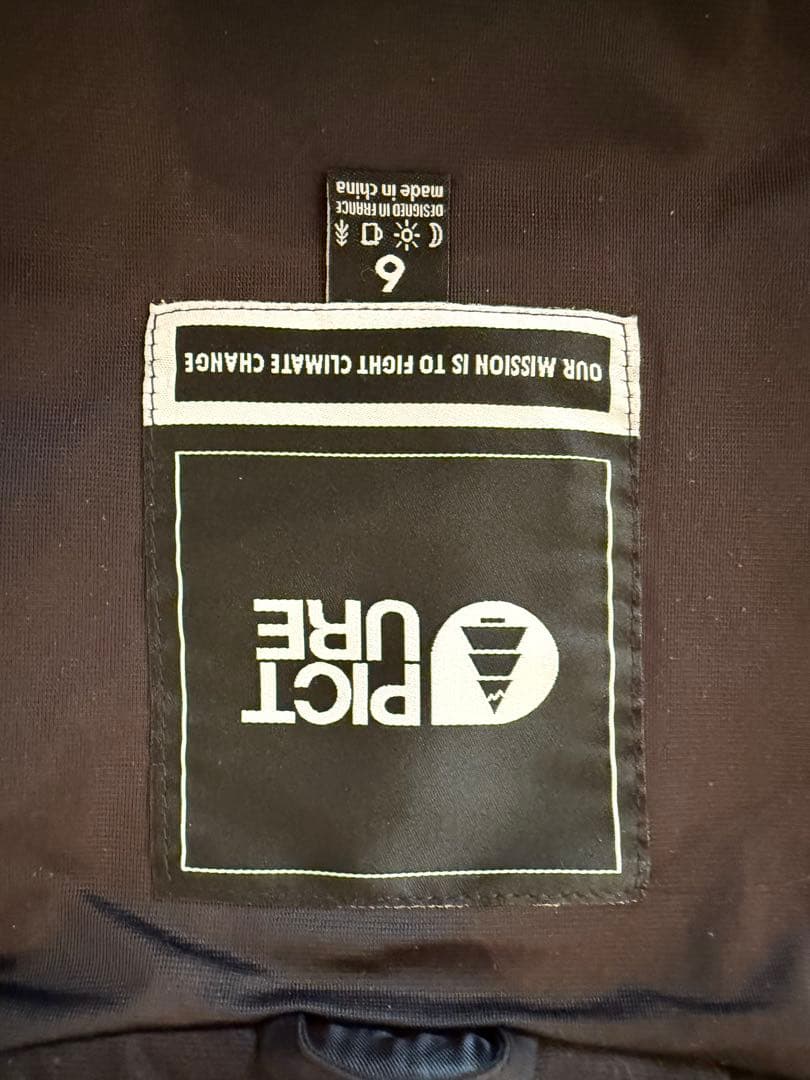 PICT
URE
OUR MISSION IS TO FIGHT CLIMATE CHANGE
6
DESIGNED IN FRANCE
made in china